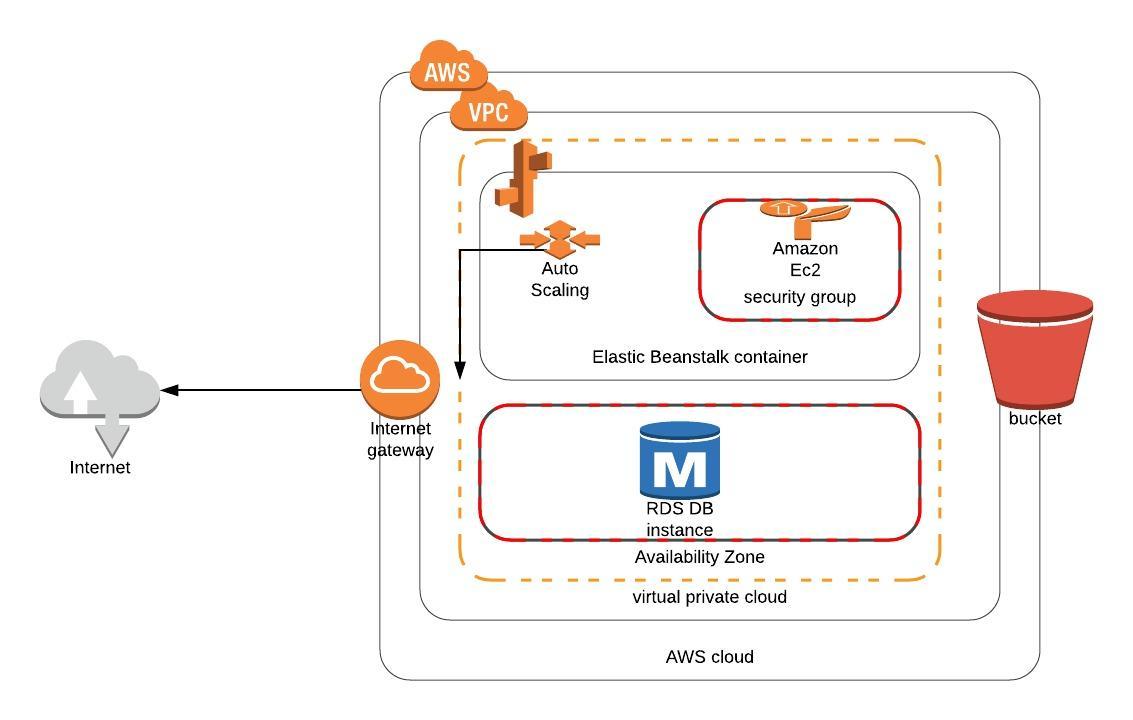 AWS
VPC
Auto
Scaling
Amazon
Ec2
security group
Elastic Beanstalk container
Internet
gateway
Internet
bucket
M
RDS DB
instance
Availability Zone
virtual private cloud
AWS cloud